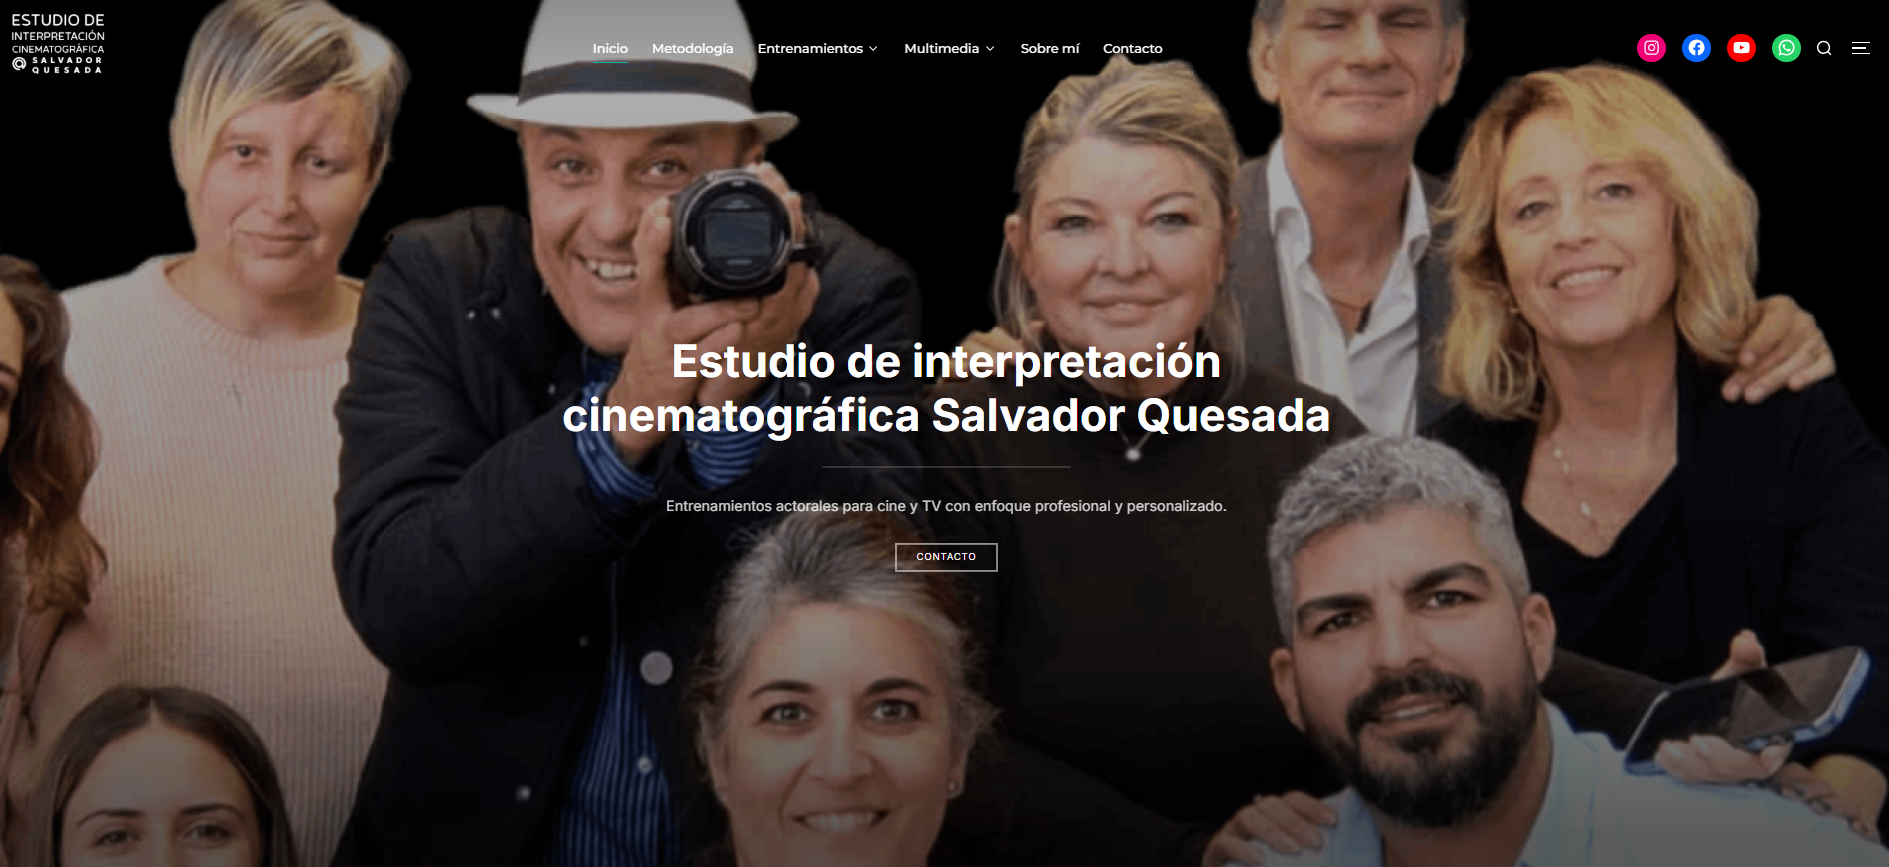 ESTUDIO DE
INTERPRETACIÓN
CINEMATOGRÁFICA
@ SALVADOR
QUESADA
Inicio Metodología Entrenamientos Multimedia Sobre mí Contacto
Estudio de interpretación
cinematográfica Salvador Quesada
Entrenamientos actorales para cine y TV con enfoque profesional y personalizado.
CONTACTO